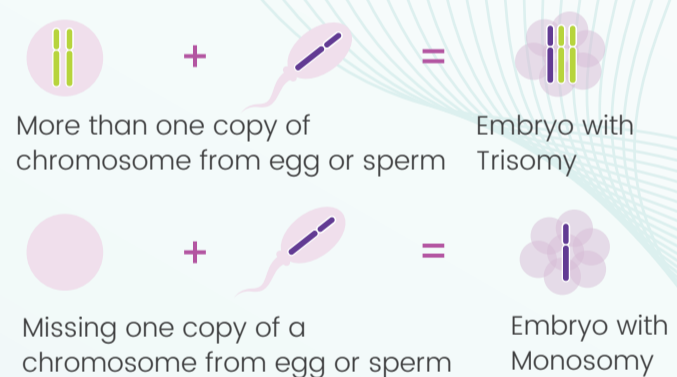 + =
More than one copy of
chromosome from egg or sperm
Embryo with
Trisomy
+ =
Missing one copy of a
chromosome from egg or sperm
Embryo with
Monosomy